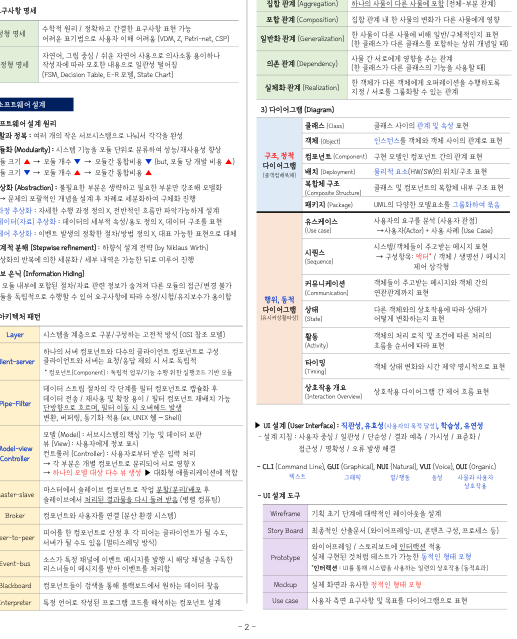 요구사항 명세
정형 명세
수학적 원리 / 정확하고 간결한 요구사항 표현 가능
어려운 표기법으로 사용자 이해 어려움 (VDM, Z, Petri-net, CSP)
정형 명세
자연어, 그림 중심 / 쉬운 자연어 사용으로 의사소통 용이하나
작성자에 따라 모호한 내용으로 일관성 떨어짐
(FSM, Decision Table, E-R 모델, State Chart)
소프트웨어 설계
프트웨어 설계 원리
할과 정복 : 여러 개의 작은 서브시스템으로 나눠서 각각을 완성
듈화 (Modularity) : 시스템 기능을 모듈 단위로 분류하여 성능/재사용성 향상
듈 크기 ▲ → 모듈 개수 ▼ → 모듈간 통합비용 ▼ (but, 모듈 당 개발 비용 ▲)
듈 크기 ▼ → 모듈 개수 ▲ → 모듈간 통합비용 ▲
상화 (Abstraction) : 불필요한 부분은 생략하고 필요한 부분만 강조해 모델화
→ 문제의 포괄적인 개념을 설계 후 차례로 세분화하여 구체화 진행
과정 추상화 : 자세한 수행 과정 정의 X, 전반적인 흐름만 파악가능하게 설계
데이터(자료) 추상화 : 데이터의 세부적 속성/용도 정의 X, 데이터 구조를 표현
제어 추상화 : 이벤트 발생의 정확한 절차/방법 정의 X, 대표 가능한 표현으로 대체
계적 분해 (Stepwise refinement) : 하향식 설계 전략 (by Niklaus Wirth)
상화의 반복에 의한 세분화 / 세부 내역은 가능한 뒤로 미루어 진행
보 은닉 (Information Hiding)
모듈 내부에 포함된 절차/자료 관련 정보가 숨겨져 다른 모듈의 접근/변경 불가
듈을 독립적으로 수행할 수 있어 요구사항에 따라 수정/시험/유지보수가 용이함
아키텍처 패턴
Layer
시스템을 계층으로 구분/구성하는 고전적 방식 (OSI 참조 모델)
lient-server
하나의 서버 컴포넌트와 다수의 클라이언트 컴포넌트로 구성
클라이언트와 서버는 요청/응답 제외 시 서로 독립적
* 컴포넌트(Component) : 독립적 업무/기능 수행 위한 실행코드 기반 모듈
Pipe-Filter
데이터 스트림 절차의 각 단계를 필터 컴포넌트로 캡슐화 후
데이터 전송 / 재사용 및 확장 용이 / 필터 컴포넌트 재배치 가능
단방향으로 흐르며, 필터 이동 시 오버헤드 발생
변환, 버퍼링, 동기화 적용 (ex. UNIX 쉘 – Shell)
Model-view
Controller
모델 (Model) : 서브시스템의 핵심 기능 및 데이터 보관
뷰 (View) : 사용자에게 정보 표시
컨트롤러 (Controller) : 사용자로부터 받은 입력 처리
→ 각 부분은 개별 컴포넌트로 분리되어 서로 영향 X
→ 하나의 모델 대상 다수 뷰 생성 ▶ 대화형 애플리케이션에 적합
aster-slave
마스터에서 슬레이브 컴포넌트로 작업 분할/분리/배포 후
슬레이브에서 처리된 결과물을 다시 돌려 받음 (병렬 컴퓨팅)
Broker
컴포넌트와 사용자를 연결 (분산 환경 시스템)
er-to-peer
피어를 한 컴포넌트로 산정 후 각 피어는 클라이언트가 될 수도,
서버가 될 수도 있음 (멀티스레딩 방식)
Event-bus
소스가 특정 채널에 이벤트 메시지를 발행 시 해당 채널을 구독한
리스너들이 메시지를 받아 이벤트를 처리함
Blackboard
컴포넌트들이 검색을 통해 블랙보드에서 원하는 데이터 찾음
Interpreter
특정 언어로 작성된 프로그램 코드를 해석하는 컴포넌트 설계
집합 관계 (Aggregation)
하나의 사물이 다른 사물에 포함 (전체-부분 관계)
포함 관계 (Composition)
집합 관계 내 한 사물의 변화가 다른 사물에게 영향
일반화 관계 (Generalization)
한 사물이 다른 사물에 비해 일반/구체적인지 표현
(한 클래스가 다른 클래스를 포함하는 상위 개념일 때)
의존 관계 (Dependency)
사물 간 서로에게 영향을 주는 관계
(한 클래스가 다른 클래스의 기능을 사용할 때)
실체화 관계 (Realization)
한 객체가 다른 객체에게 오퍼레이션을 수행하도록
지정 / 서로를 그룹화할 수 있는 관계
3) 다이어그램 (Diagram)
구조, 정적
다이어그램
클래스 (Class)
클래스 사이의 관계 및 속성 표현
객체 (Object)
인스턴스를 객체와 객체 사이의 관계로 표현
컴포넌트 (Component)
구현 모델인 컴포넌트 간의 관계 표현
배치 (Deployment)
물리적 요소(HW/SW)의 위치/구조 표현
복합체 구조
(Composite Structure)
클래스 및 컴포넌트의 복합체 내부 구조 표현
패키지 (Package)
UML의 다양한 모델요소를 그룹화하여 묶음
행위, 동적
다이어그램
유스케이스
(Use case)
사용자의 요구를 분석 (사용자 관점)
→사용자(Actor) + 사용 사례 (Use Case)
시퀀스
(Sequence)
시스템/객체들이 주고받는 메시지 표현
→ 구성항목: 액터* / 객체 / 생명선 / 메시지
제어 삼각형
커뮤니케이션
(Communication)
객체들이 주고받는 메시지와 객체 간의
연관관계까지 표현
상태
(State)
다른 객체와의 상호작용에 따라 상태가
어떻게 변화하는지 표현
활동
(Activity)
객체의 처리 로직 및 조건에 따른 처리의
흐름을 순서에 따라 표현
타이밍
(Timing)
객체 상태 변화와 시간 제약 명시적으로 표현
상호작용 개요
(Interaction Overview)
상호작용 다이어그램 간 제어 흐름 표현
▶ UI 설계 (User Interface) : 직관성, 유효성(사용자의 목적 달성), 학습성, 유연성
– 설계 지침 : 사용자 중심 / 일관성 / 단순성 / 결과 예측 / 가시성 / 표준화 /
접근성 / 명확성 / 오류 발생 해결
– CLI (Command Line), GUI (Graphical), NUI (Natural), VUI (Voice), OUI (Organic)
텍스트 그래픽 말/행동 음성 사물과 사용자
상호작용
– UI 설계 도구
Wireframe
기획 초기 단계에 대략적인 레이아웃을 설계
Story Board
최종적인 산출문서 (와이어프레임-UI, 콘텐츠 구성, 프로세스 등)
Prototype
와이어프레임 / 스토리보드에 인터랙션 적용
실제 구현된 것처럼 테스트가 가능한 동적인 형태 모형
*인터랙션 : UI를 통해 시스템을 사용하는 일련의 상호작용 (동적효과)
Mockup
실제 화면과 유사한 정적인 형태 모형
Use case
사용자 측면 요구사항 및 목표를 다이어그램으로 표현
– 2 –